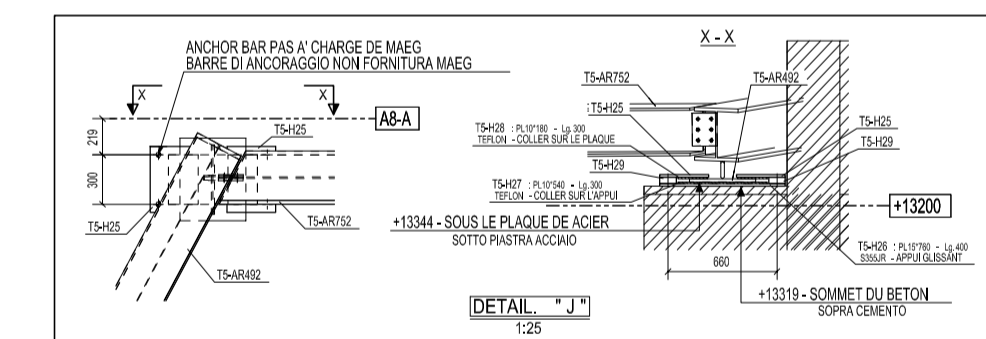 ANCHOR BAR PAS A' CHARGE DE MAEG
BARRE DI ANCORAGGIO NON FORNITURA MAEG
X
X
A8-A
219
300
T5-H25
T5-H25
T5-AR752
T5-AR492
X - X
T5-AR752
T5-AR492
T5-H25
T5-H28 : PL10*180 - Lg.300
TEFLON - COLLER SUR LE PLAQUE
T5-H25
T5-H29
T5-H29
T5-H27 : PL10*540 - Lg.300
TEFLON - COLLER SUR L'APPUI
+13200
+13344 - SOUS LE PLAQUE DE ACIER
SOTTO PIASTRA ACCIAIO
T5-H26 : PL15*760 - Lg.400
S355JR - APPUI GLISSANT
660
+13319 - SOMMET DU BETON
SOPRA CEMENTO
DETAIL. " J "
1:25